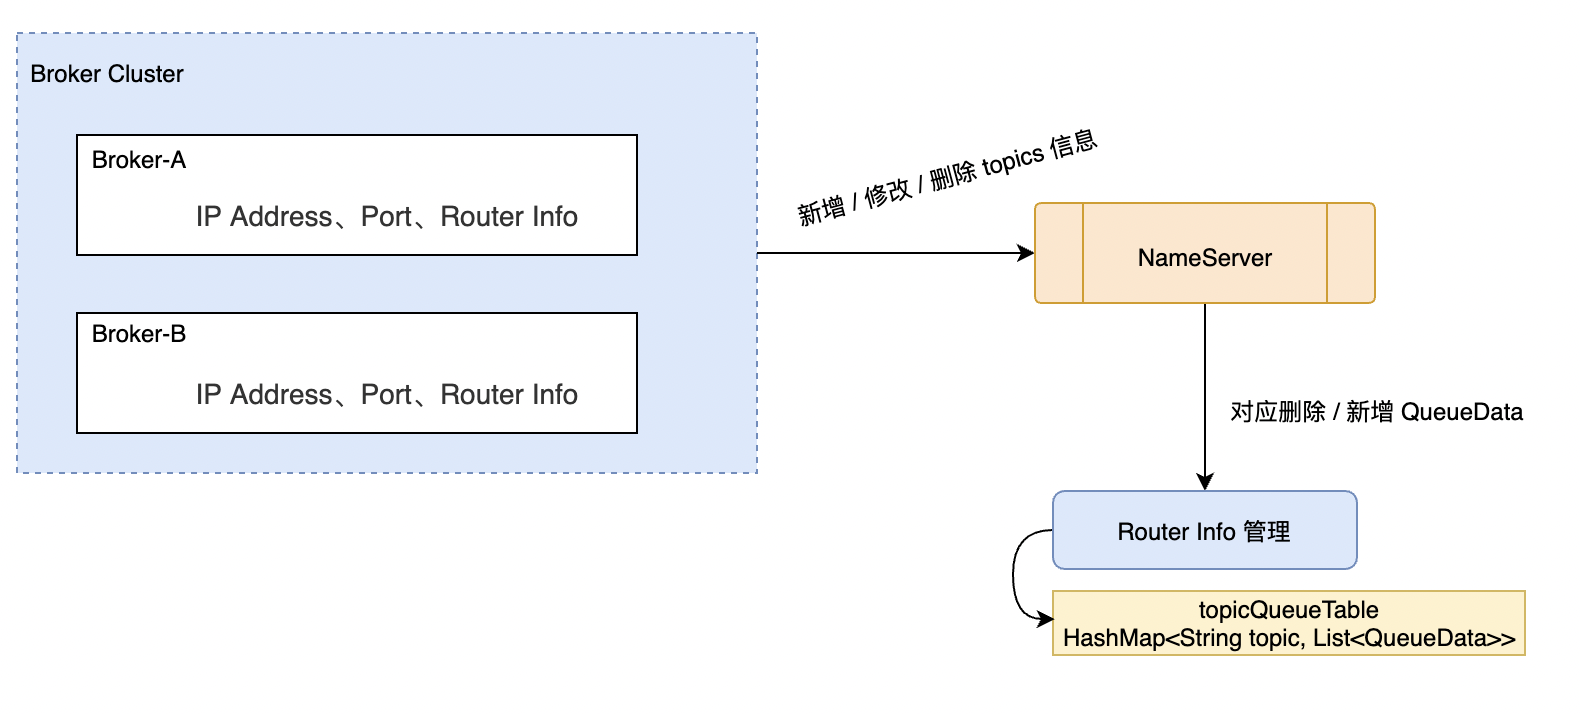 Broker Cluster
Broker-A
IP Address、Port、Router Info
Broker-B
IP Address、Port、Router Info
新增 / 修改 / 删除 topics 信息
NameServer
对应删除 / 新增 QueueData
Router Info 管理
topicQueueTable
HashMap<String topic, List<QueueData>>